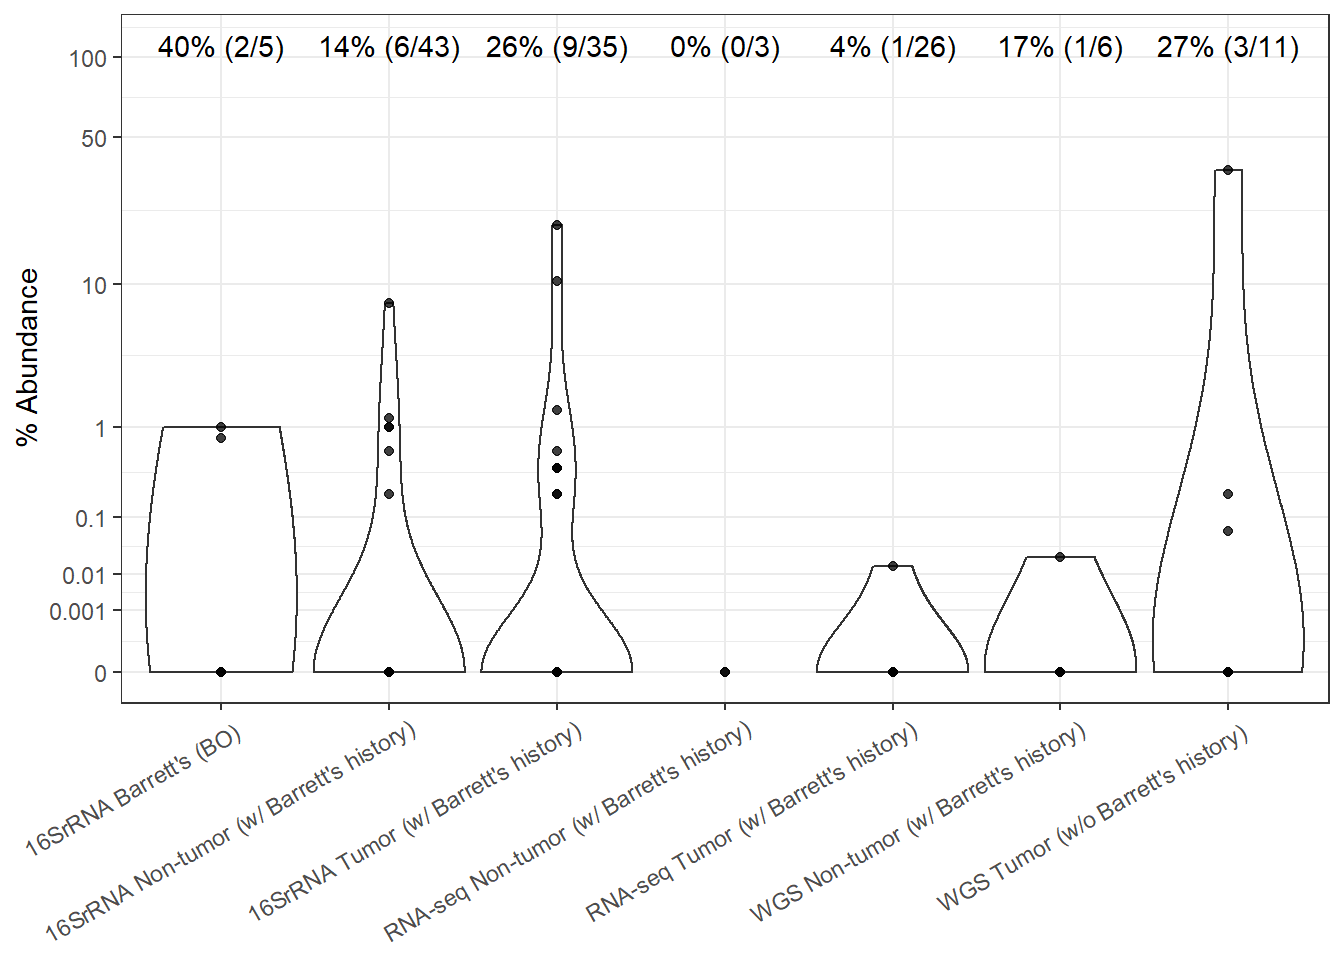 40% (2/5) 14% (6/43) 26% (9/35) 0% (0/3) 4% (1/26) 17% (1/6) 27% (3/11)
% Abundance
100
50
10
1
0.1
0.01
0.001
0
16SrRNA Barrett's (BO)
16SrRNA Non-tumor (w/ Barrett's history)
16SrRNA Tumor (w/ Barrett's history)
RNA-seq Non-tumor (w/ Barrett's history)
RNA-seq Tumor (w/ Barrett's history)
WGS Non-tumor (w/ Barrett's history)
WGS Tumor (w/o Barrett's history)